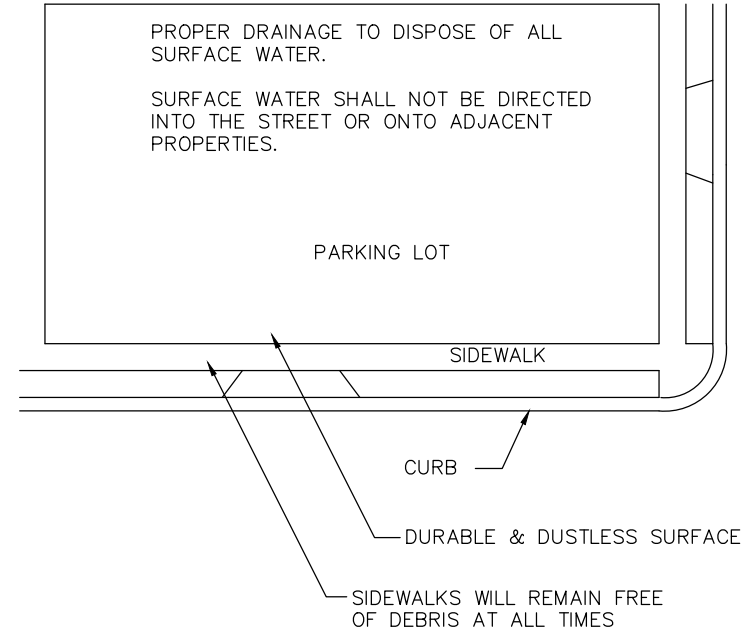 PROPER DRAINAGE TO DISPOSE OF ALL
SURFACE WATER.
SURFACE WATER SHALL NOT BE DIRECTED
INTO THE STREET OR ONTO ADJACENT
PROPERTIES.
PARKING LOT
SIDEWALK
CURB
DURABLE & DUSTLESS SURFACE
SIDEWALKS WILL REMAIN FREE
OF DEBRIS AT ALL TIMES